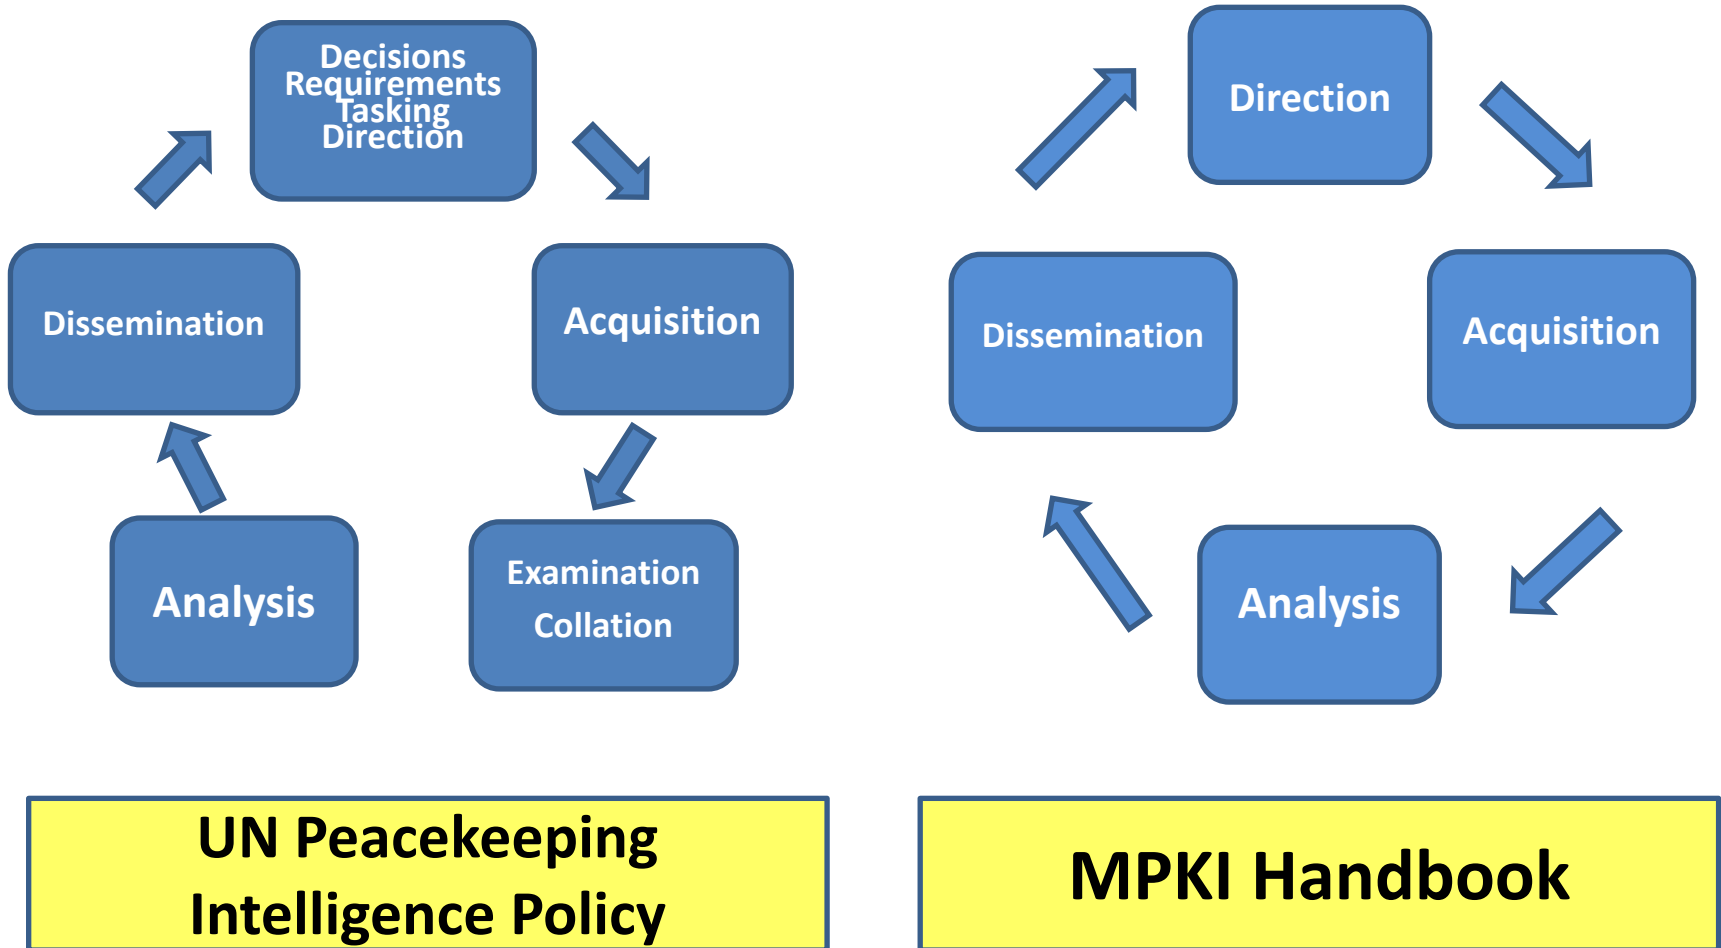 Decisions
Requirements
Tasking
Direction
Dissemination
Acquisition
Analysis
Examination
Collation
UN Peacekeeping
Intelligence Policy
Direction
Dissemination
Acquisition
Analysis
MPKI Handbook